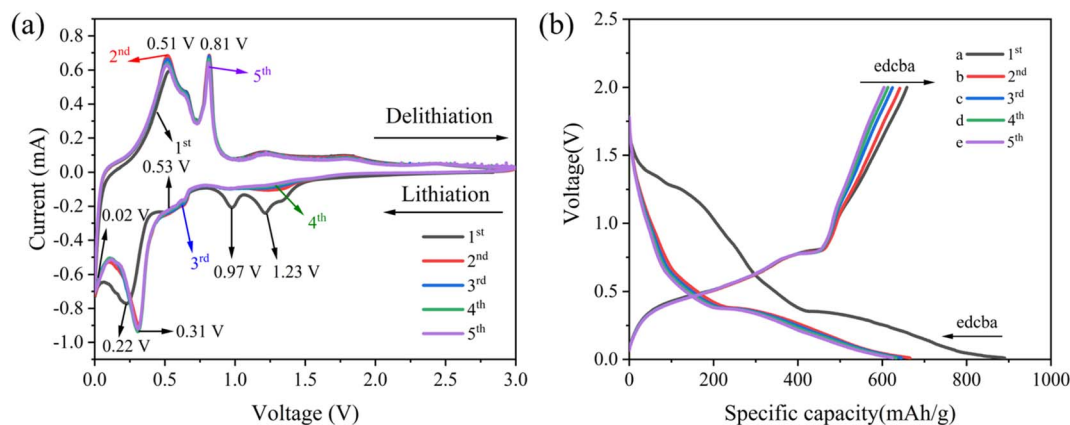 (a)
0.8
0.6
0.4
0.2
0.0
-0.2
-0.4
-0.6
-0.8
-1.0
Current (mA)
0.0
0.5
1.0
1.5
2.0
2.5
3.0
Voltage (V)
2nd
0.51 V
0.81 V
5th
1st
Delithiation
0.53 V
Lithiation
0.02 V
4th
3rd
0.97 V
1.23 V
0.31 V
0.22 V
1st
2nd
3rd
4th
5th
(b)
2.5
2.0
1.5
1.0
0.5
0.0
Voltage(V)
0
200
400
600
800
1000
Specific capacity(mAh/g)
edcba
a 1st
b 2nd
c 3rd
d 4th
e 5th
edcba